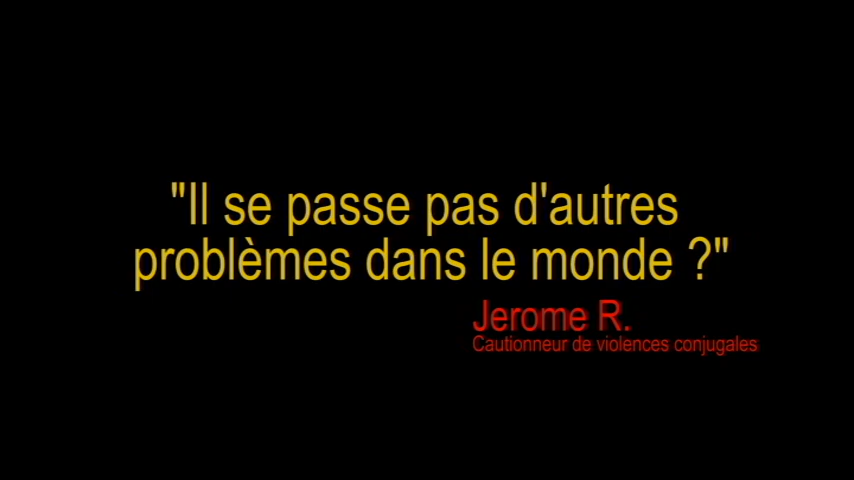 "Il se passe pas d'autres
problèmes dans le monde ?"
Jerome R.
Cautionneur de violences conjugales